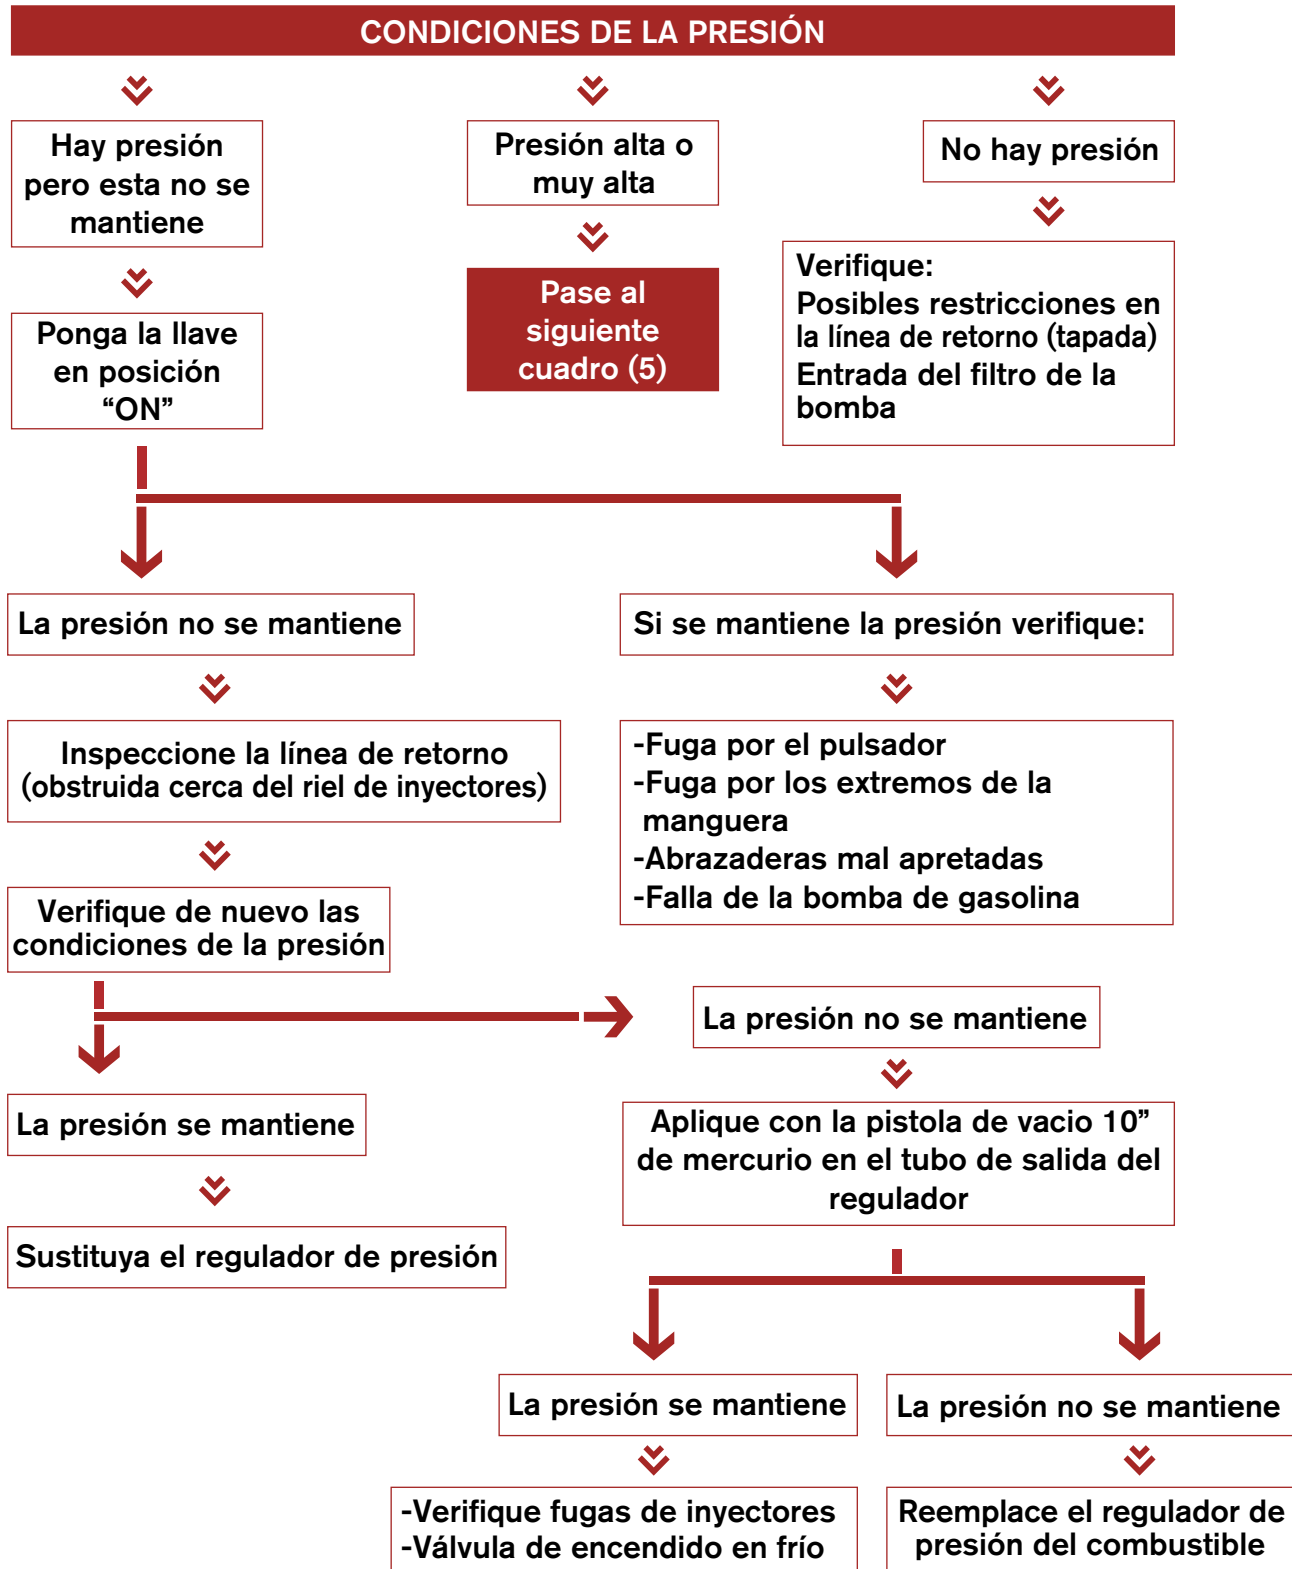 CONDICIONES DE LA PRESIÓN
Hay presión
pero esta no se
mantiene
Presión alta o
muy alta
No hay presión
Ponga la llave
en posición
“ON”
Pase al
siguiente
cuadro (5)
Verifique:
Posibles restricciones en
la línea de retorno (tapada)
Entrada del filtro de la
bomba
La presión no se mantiene
Si se mantiene la presión verifique:
Inspeccione la línea de retorno
(obstruida cerca del riel de inyectores)
-Fuga por el pulsador
-Fuga por los extremos de la
manguera
-Abrazaderas mal apretadas
-Falla de la bomba de gasolina
Verifique de nuevo las
condiciones de la presión
La presión no se mantiene
La presión se mantiene
Aplique con la pistola de vacio 10”
de mercurio en el tubo de salida del
regulador
Sustituya el regulador de presión
La presión se mantiene
La presión no se mantiene
-Verifique fugas de inyectores
-Válvula de encendido en frío
Reemplace el regulador de
presión del combustible